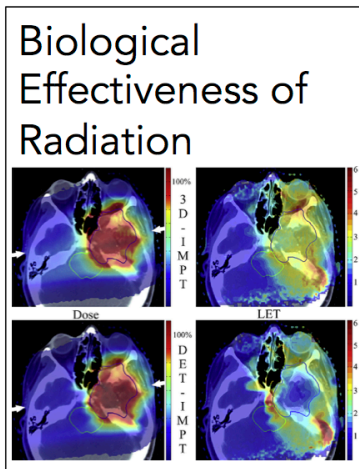 Biological
Effectiveness of
Radiation
100%
3
D
-
I
M
P
T
6
5
4
3
2
1
Dose
LET
100%
D
E
T
-
I
M
P
T
6
5
4
3
2
1